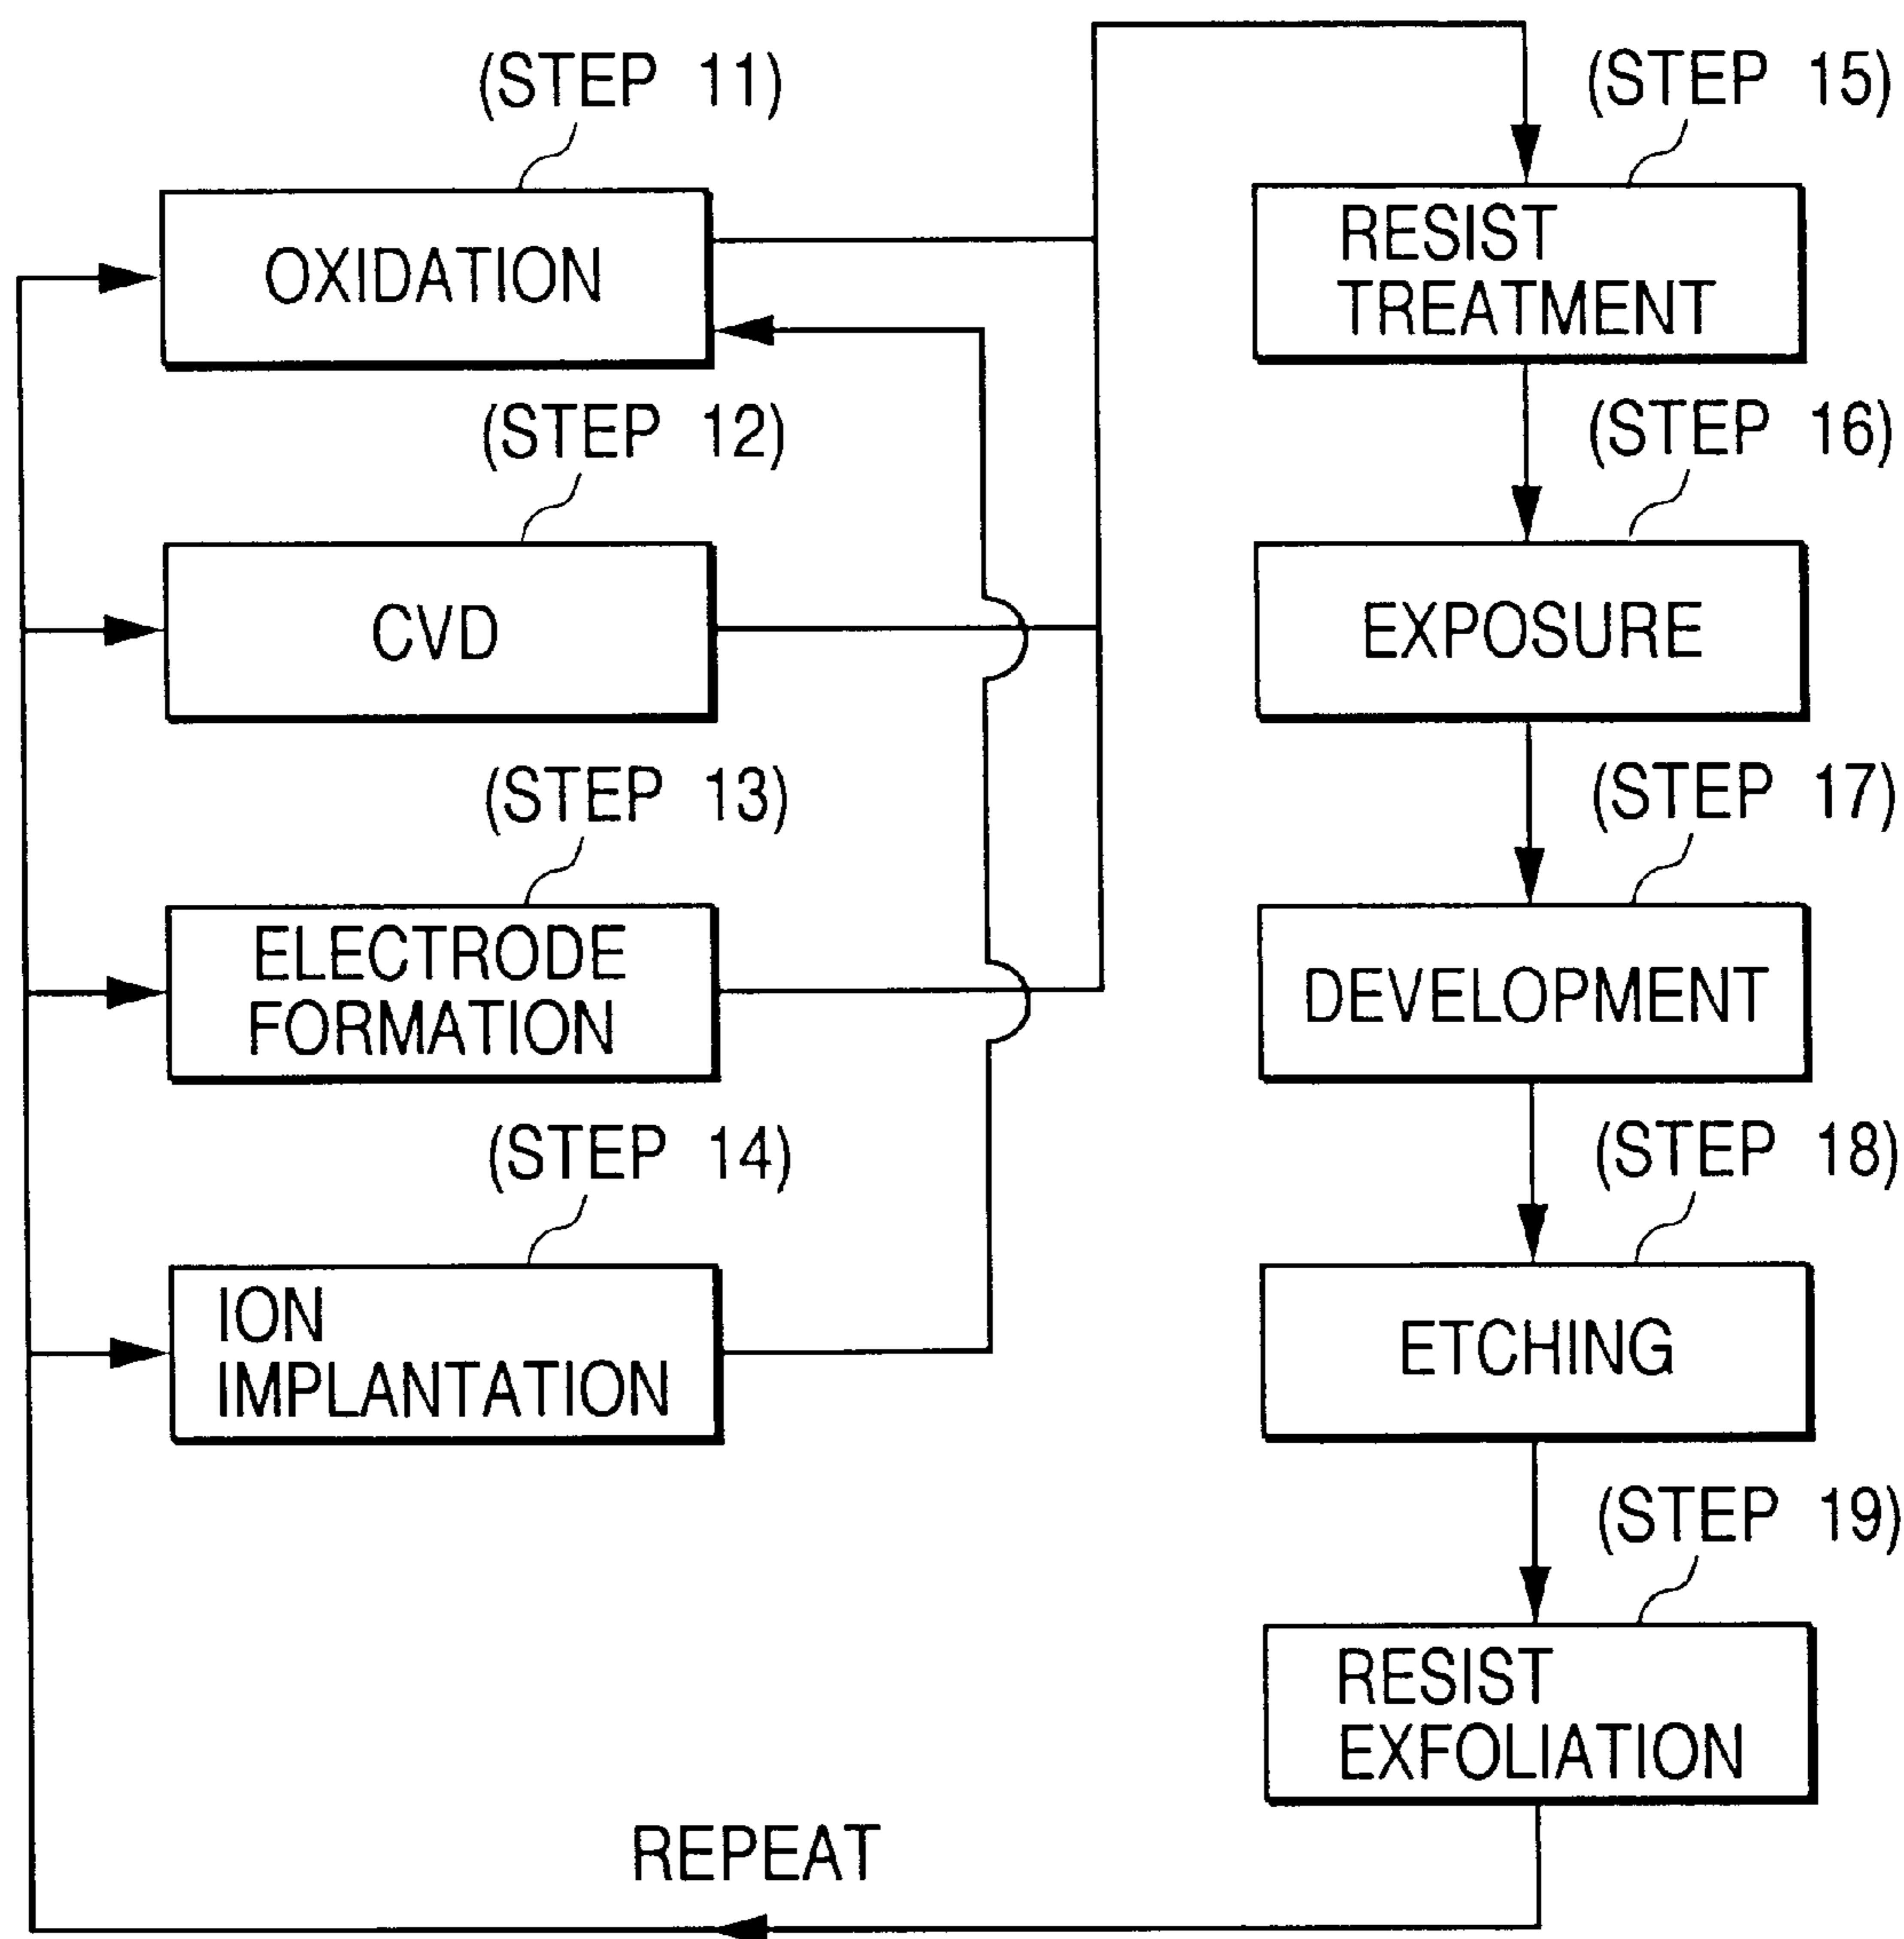 (STEP 11)
OXIDATION
(STEP 12)
CVD
(STEP 13)
ELECTRODE
FORMATION
(STEP 14)
ION
IMPLANTATION
(STEP 15)
RESIST
TREATMENT
(STEP 16)
EXPOSURE
(STEP 17)
DEVELOPMENT
(STEP 18)
ETCHING
(STEP 19)
RESIST
EXFOLIATION
REPEAT